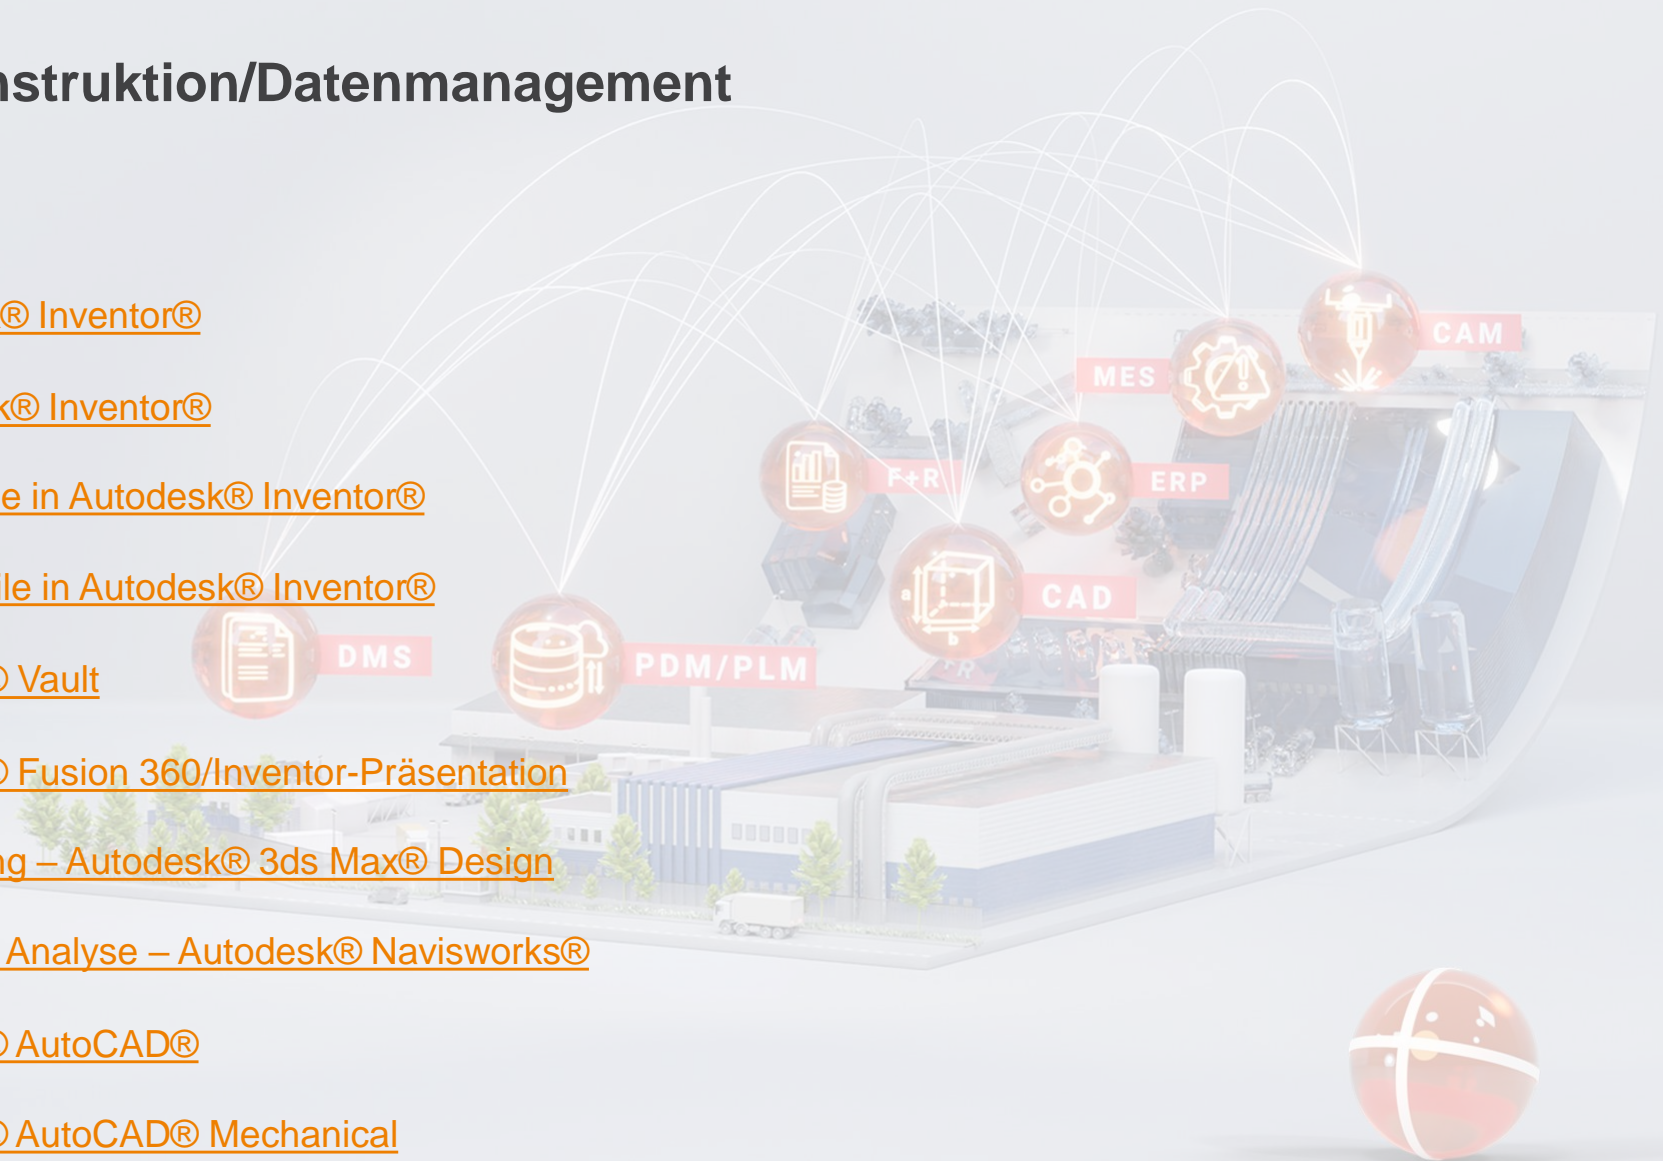 nstruktion/Datenmanagement
® Inventor®
k® Inventor®
e in Autodesk® Inventor®
ile in Autodesk® Inventor®
® Vault
® Fusion 360/Inventor-Präsentation
ng – Autodesk® 3ds Max® Design
Analyse – Autodesk® Navisworks®
® AutoCAD®
® AutoCAD® Mechanical
CAM
MES
F+R
ERP
CAD
a
b
DMS
PDM/PLM